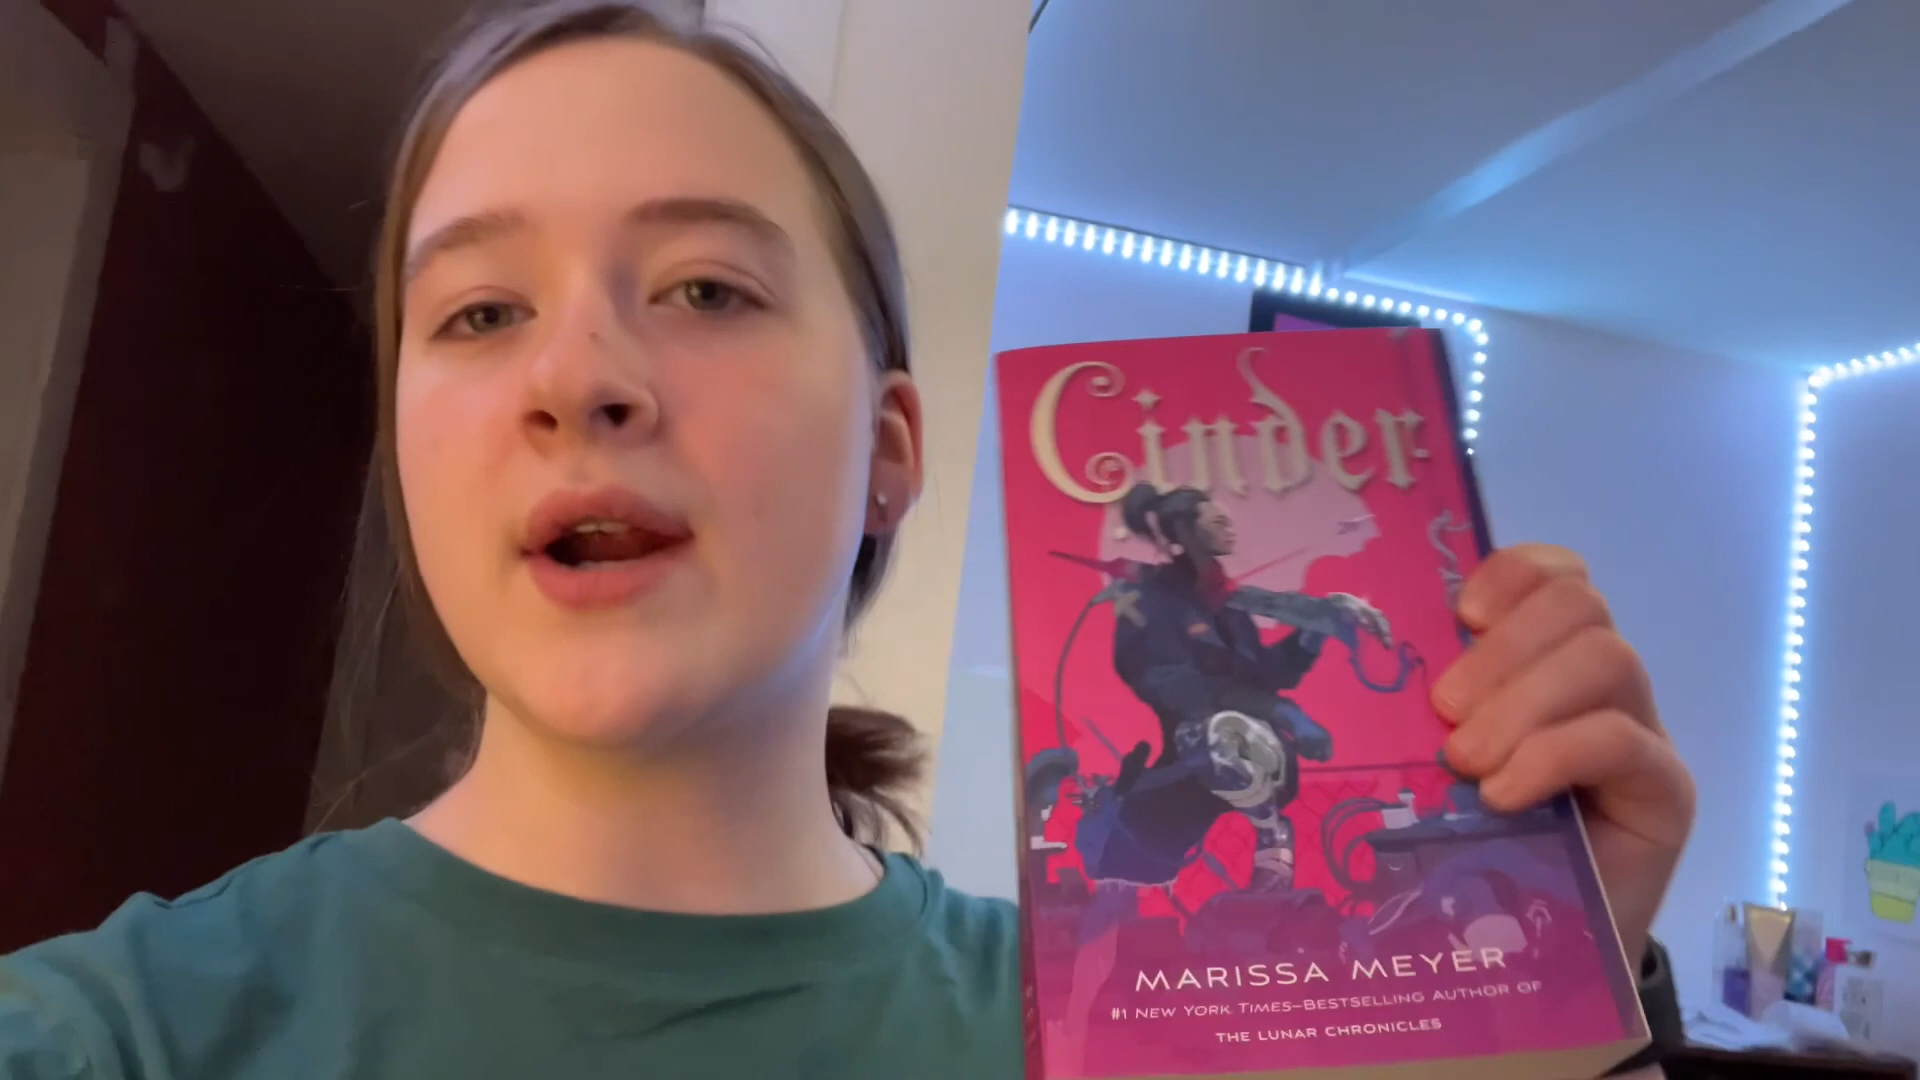 Cinder
MARISSA MEYER
#1 NEW YORK TIMES–BESTSELLING AUTHOR OF
THE LUNAR CHRONICLES